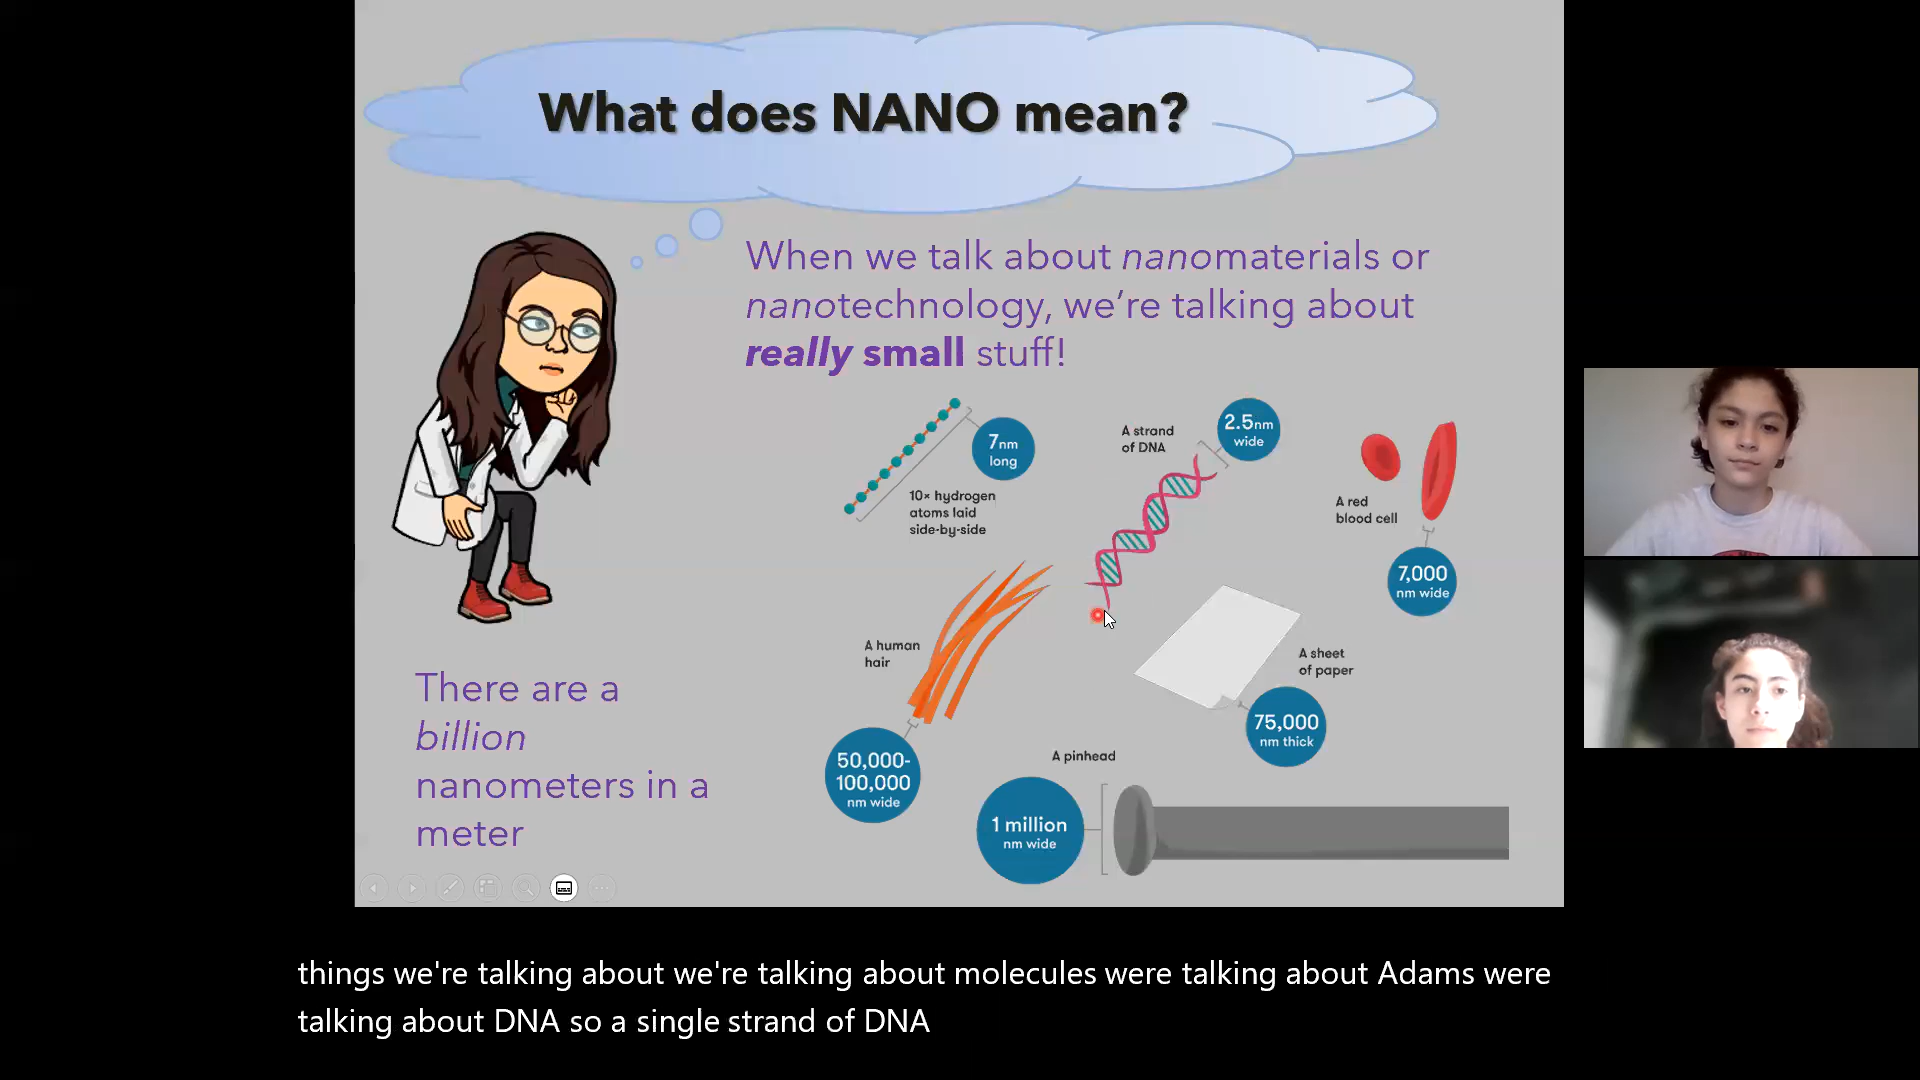 What does NANO mean?
When we talk about nanomaterials or
nanotechnology, we're talking about
really small stuff!
7nm
long
10× hydrogen
atoms laid
side-by-side
A strand
of DNA
2.5nm
wide
A red
blood cell
7,000
nm wide
A human
hair
50,000-
100,000
nm wide
A sheet
of paper
75,000
nm thick
A pinhead
1 million
nm wide
There are a
billion
nanometers in a
meter
things we're talking about we're talking about molecules were talking about Adams were
talking about DNA so a single strand of DNA